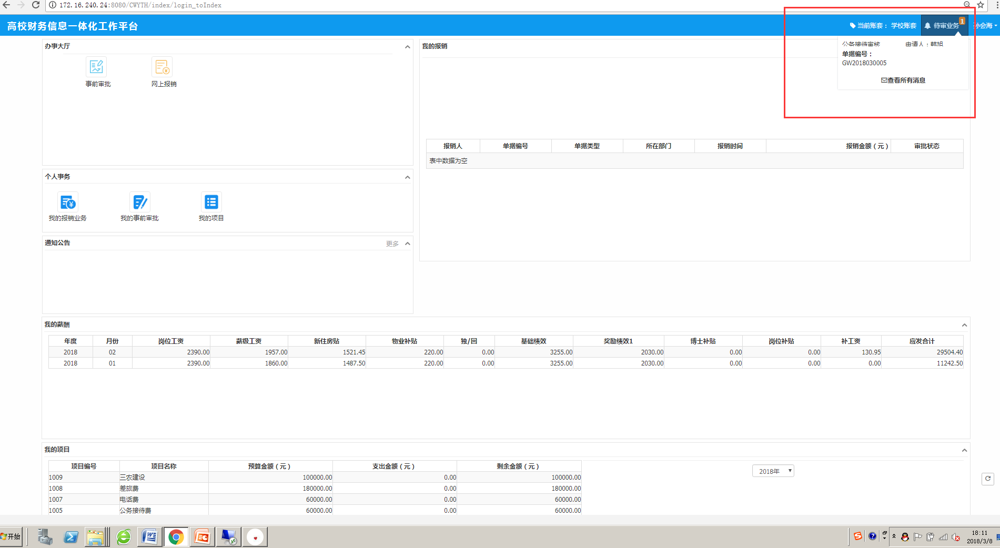 172.16.240.24:8080/CWYTH/index/login_toIndex
高校财务信息一体化工作平台
当前账套： 学校账套 待审业务 1 孙会海
办事大厅
事前审批 网上报销
我的报销
公务接待审核 申请人：韩旭
单据编号：
GW2018030005
查看所有消息
报销人 单据编号 单据类型 所在部门 报销时间 报销金额（元） 审批状态
表中数据为空
个人事务
我的报销业务 我的事前审批 我的项目
通知公告 更多
我的薪酬
年度 月份 岗位工资 薪级工资 新住房贴 物业补贴 独/回 基础绩效 奖励绩效1 博士补贴 岗位补贴 补工资 应发合计
2018 02 2390.00 1957.00 1521.45 220.00 0.00 3255.00 2030.00 0.00 0.00 130.95 29504.40
2018 01 2390.00 1860.00 1487.50 220.00 0.00 3255.00 2030.00 0.00 0.00 0.00 11242.50
我的项目
项目编号 项目名称 预算金额（元） 支出金额（元） 剩余金额（元）
2018年
1009 三农建设 100000.00 0.00 100000.00
1008 差旅费 180000.00 0.00 180000.00
1007 电话费 60000.00 0.00 60000.00
1005 公务接待费 60000.00 0.00 60000.00
开始
18:11
2018/3/8